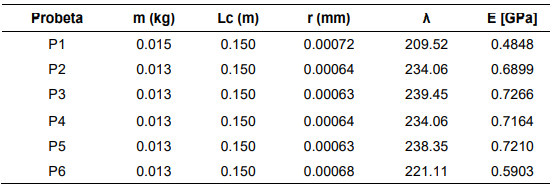 Probeta m (kg) Lc (m) r (mm) λ E [GPa]
P1 0.015 0.150 0.00072 209.52 0.4848
P2 0.013 0.150 0.00064 234.06 0.6899
P3 0.013 0.150 0.00063 239.45 0.7266
P4 0.013 0.150 0.00064 234.06 0.7164
P5 0.013 0.150 0.00063 238.35 0.7210
P6 0.013 0.150 0.00068 221.11 0.5903